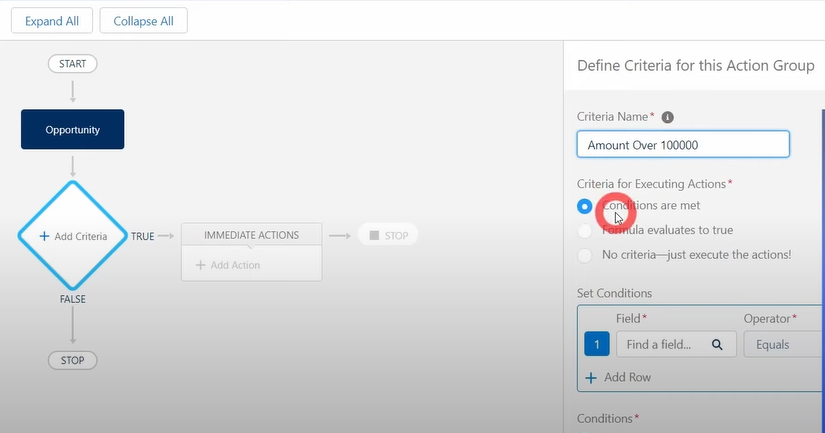 Expand All
Collapse All
START
Opportunity
+ Add Criteria
TRUE
IMMEDIATE ACTIONS
+ Add Action
STOP
FALSE
STOP
Define Criteria for this Action Group
Criteria Name*
Amount Over 100000
Criteria for Executing Actions*
Conditions are met
Formula evaluates to true
No criteria—just execute the actions!
Set Conditions
Field* Operator*
1 Find a field... Equals
+ Add Row
Conditions*